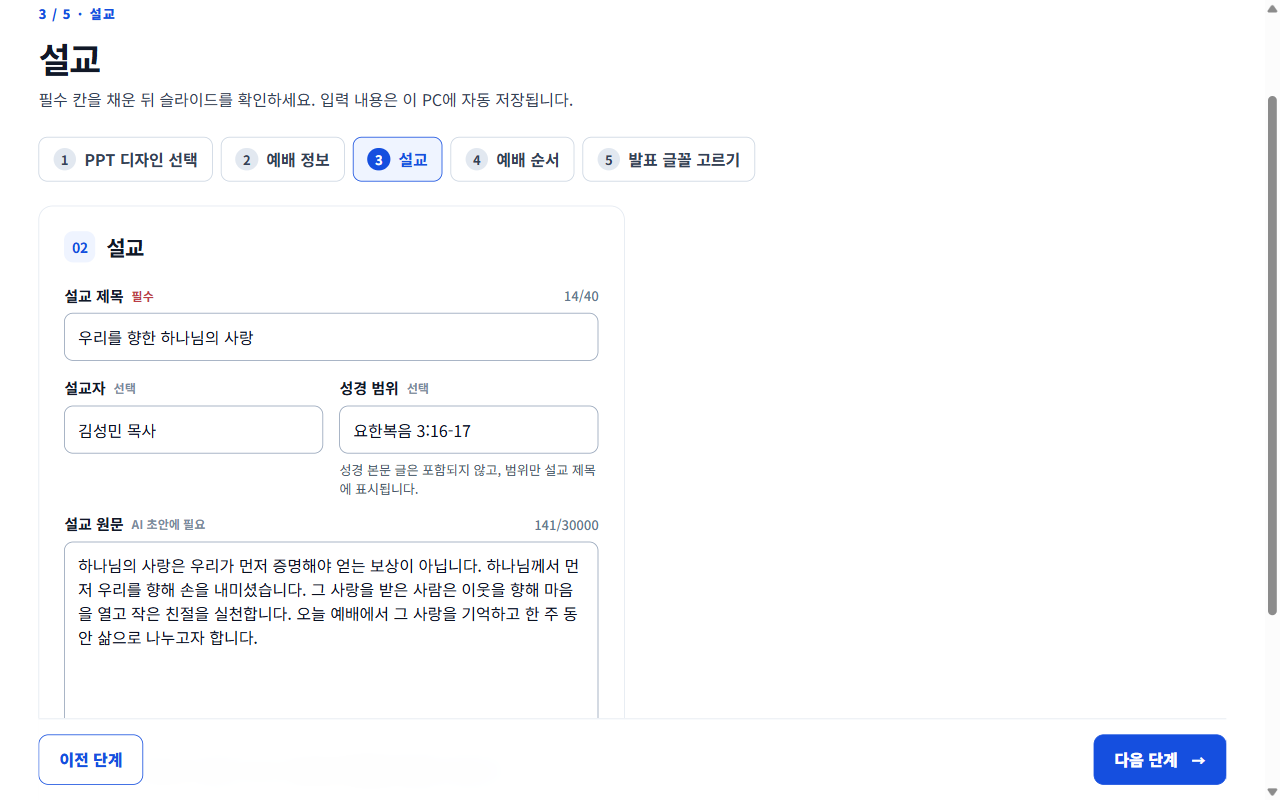 3 / 5 · 설교
설교
필수 칸을 채운 뒤 슬라이드를 확인하세요. 입력 내용은 이 PC에 자동 저장됩니다.
1 PPT 디자인 선택
2 예배 정보
3 설교
4 예배 순서
5 발표 글꼴 고르기
02 설교
설교 제목 필수 14/40
우리를 향한 하나님의 사랑
설교자 선택
김성민 목사
성경 범위 선택
요한복음 3:16-17
성경 본문 글은 포함되지 않고, 범위만 설교 제목
에 표시됩니다.
설교 원문 AI 초안에 필요 141/30000
하나님의 사랑은 우리가 먼저 증명해야 얻는 보상이 아닙니다. 하나님께서 먼
저 우리를 향해 손을 내미셨습니다. 그 사랑을 받은 사람은 이웃을 향해 마음
을 열고 작은 친절을 실천합니다. 오늘 예배에서 그 사랑을 기억하고 한 주 동
안 삶으로 나누고자 합니다.
이전 단계
다음 단계 →